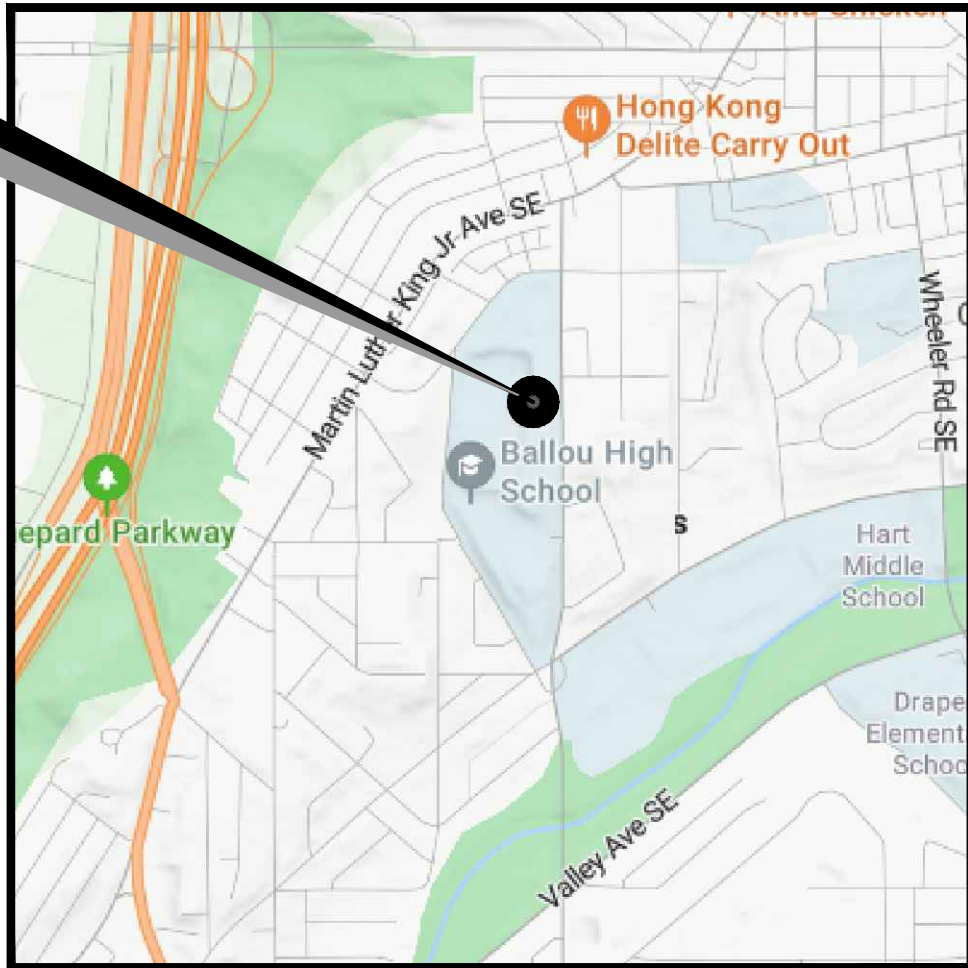 Hong Kong
Delite Carry Out
Martin Luther King Jr Ave SE
Wheeler Rd SE
Ballou High
School
epard Parkway
S
Hart
Middle
School
Drape
Element
Schoo
Valley Ave SE